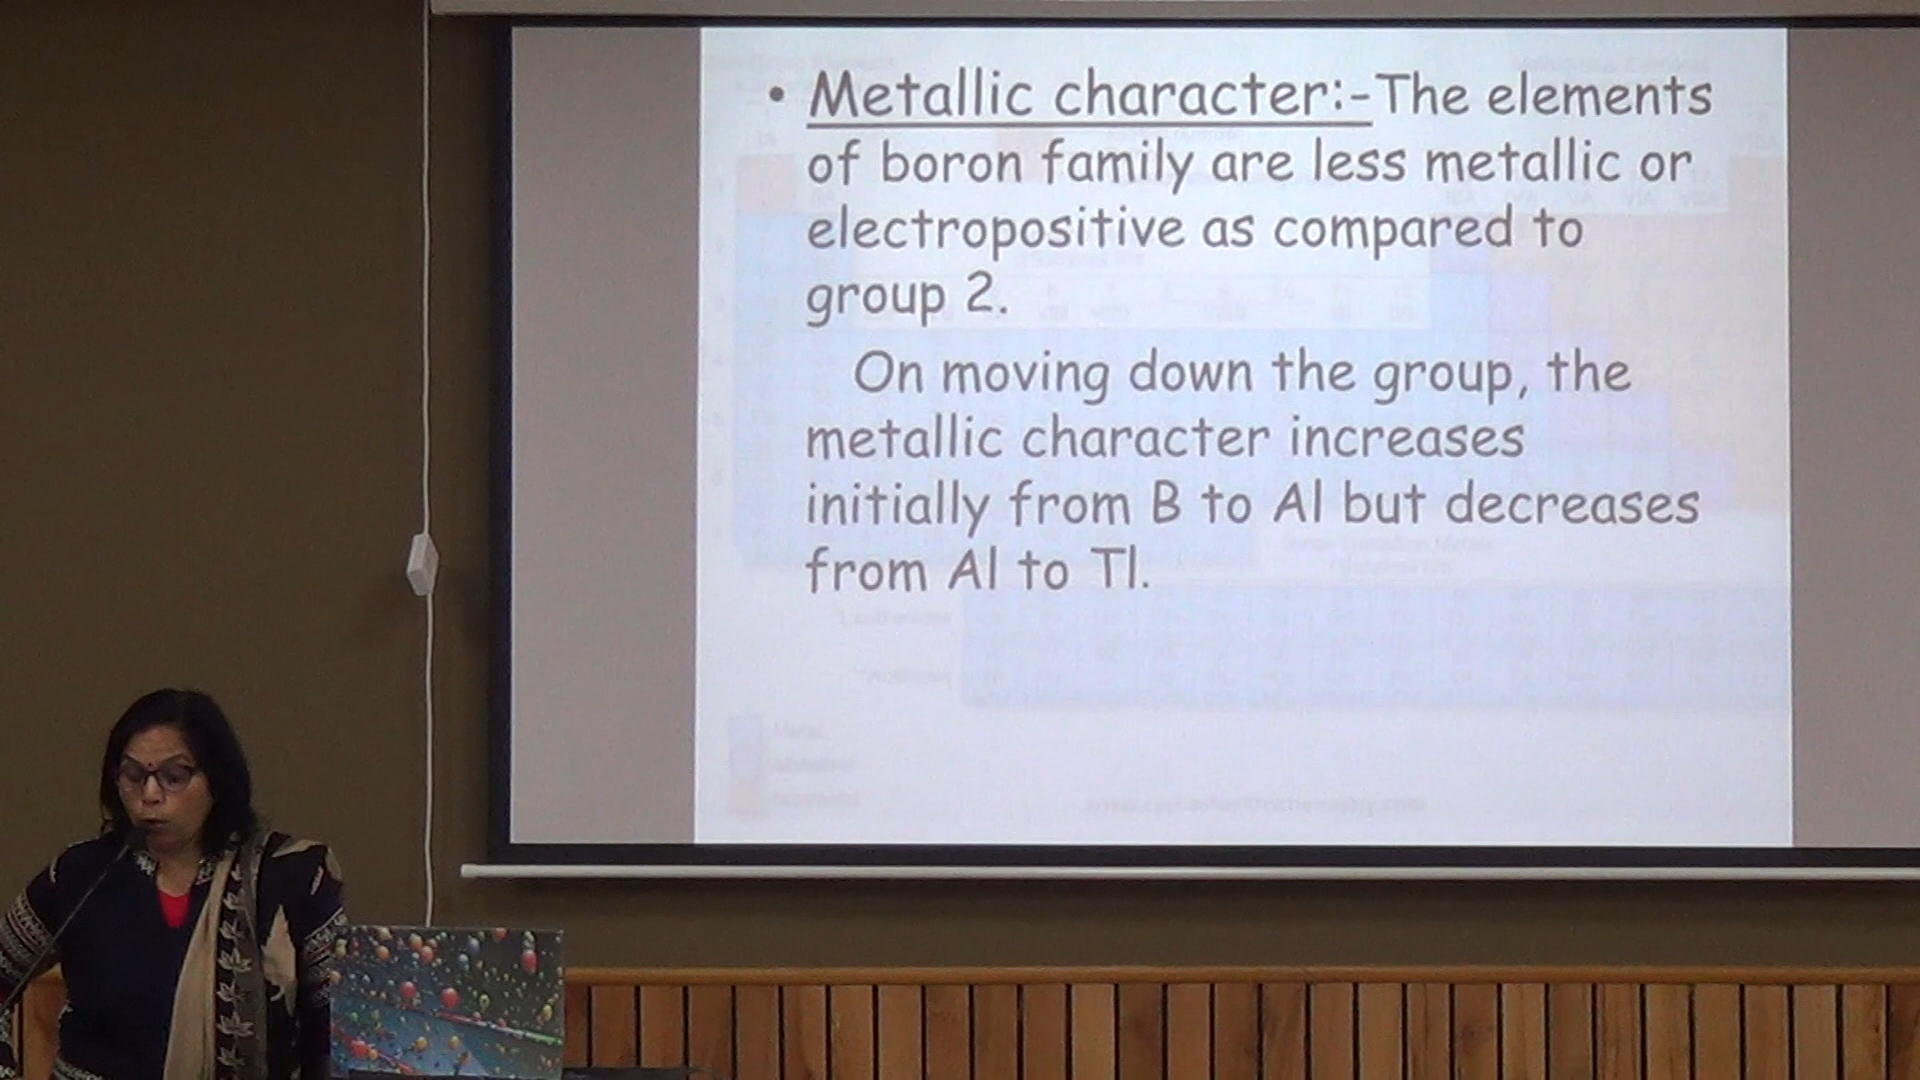 • Metallic character:-The elements
of boron family are less metallic or
electropositive as compared to
group 2.
On moving down the group, the
metallic character increases
initially from B to Al but decreases
from Al to Tl.